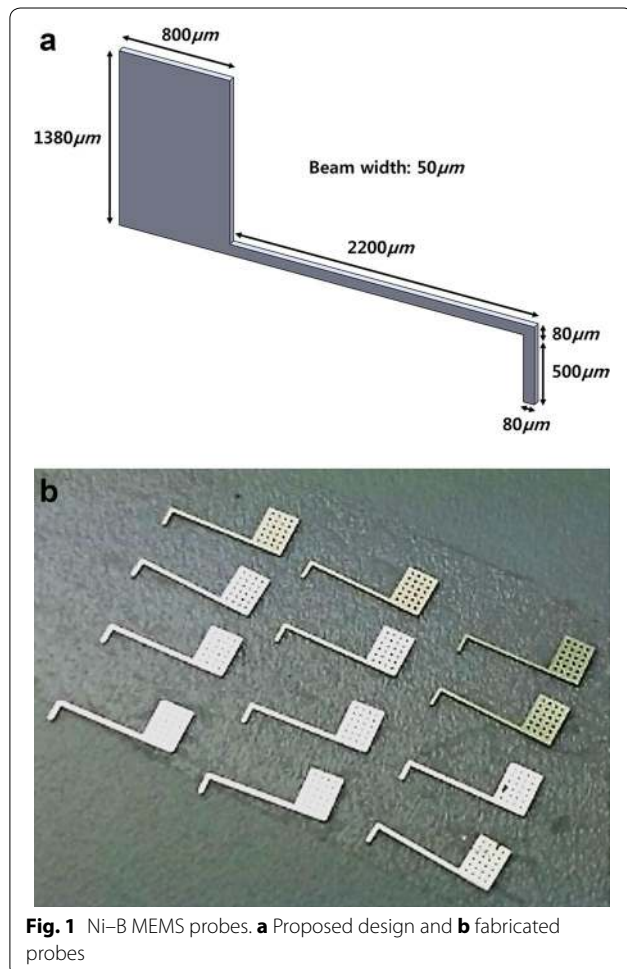 a
800μm
1380μm
Beam width: 50μm
2200μm
80μm
500μm
80μm
b
Fig. 1 Ni–B MEMS probes. a Proposed design and b fabricated
probes